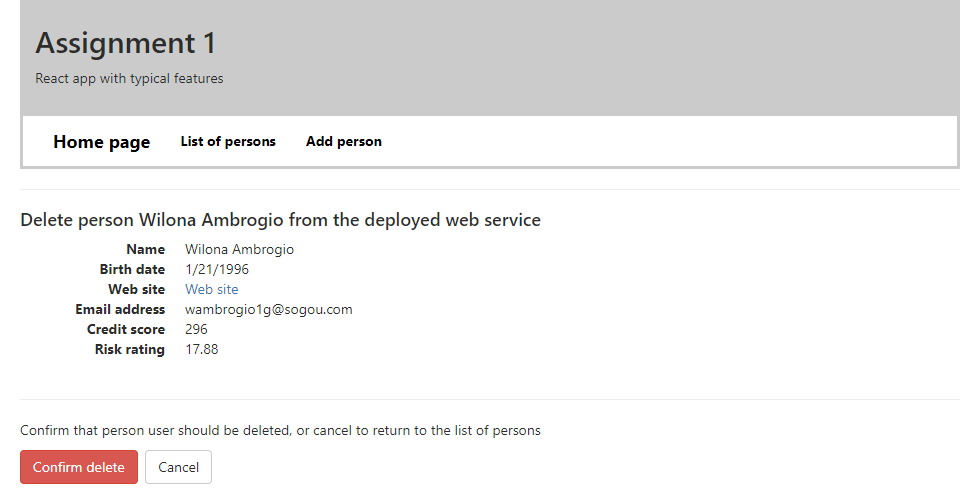 Assignment 1
React app with typical features
Home page List of persons Add person
Delete person Wilona Ambrogio from the deployed web service
Name Wilona Ambrogio
Birth date 1/21/1996
Web site Web site
Email address wambrogio1g@sogou.com
Credit score 296
Risk rating 17.88
Confirm that person user should be deleted, or cancel to return to the list of persons
Confirm delete Cancel